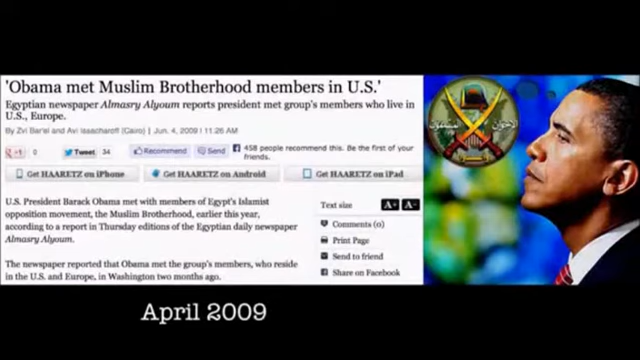 'Obama met Muslim Brotherhood members in U.S.'
Egyptian newspaper Almasry Alyoum reports president met group's members who live in
U.S., Europe.
By Zvi Bar'el and Avi Issacharoff (Cairo) | Jun. 4, 2009 | 11:26 AM
+1 0 Tweet 34 Recommend Send 458 people recommend this. Be the first of your
friends.
Get HAARETZ on iPhone Get HAARETZ on Android Get HAARETZ on iPad
U.S. President Barack Obama met with members of Egypt's Islamist
opposition movement, the Muslim Brotherhood, earlier this year,
according to a report in Thursday editions of the Egyptian daily newspaper
Almasry Alyoum.
The newspaper reported that Obama met the group's members, who reside
in the U.S. and Europe, in Washington two months ago.
Text size A+ A-
Comments (0)
Print Page
Send to friend
Share on Facebook
الاخوان المسلمون
April 2009